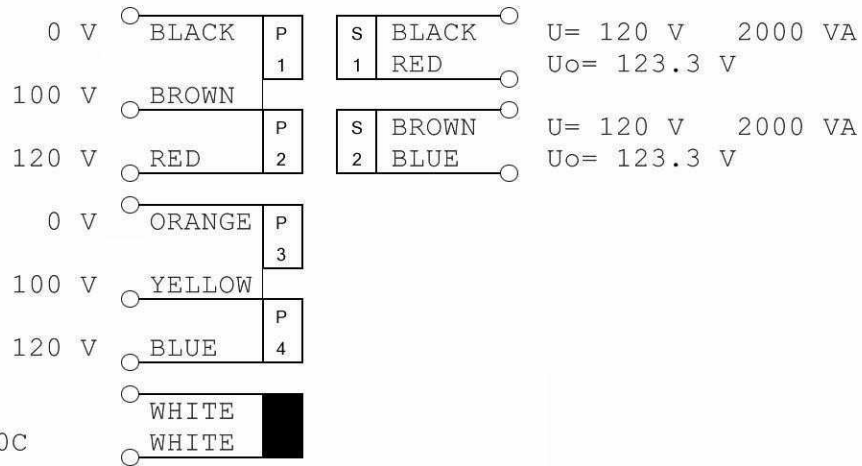 0 V BLACK P S BLACK U= 120 V 2000 VA
1 1 RED Uo= 123.3 V
100 V BROWN
P S BROWN U= 120 V 2000 VA
120 V RED 2 2 BLUE Uo= 123.3 V
0 V ORANGE P
3
100 V YELLOW
P
120 V BLUE 4
WHITE
0C WHITE